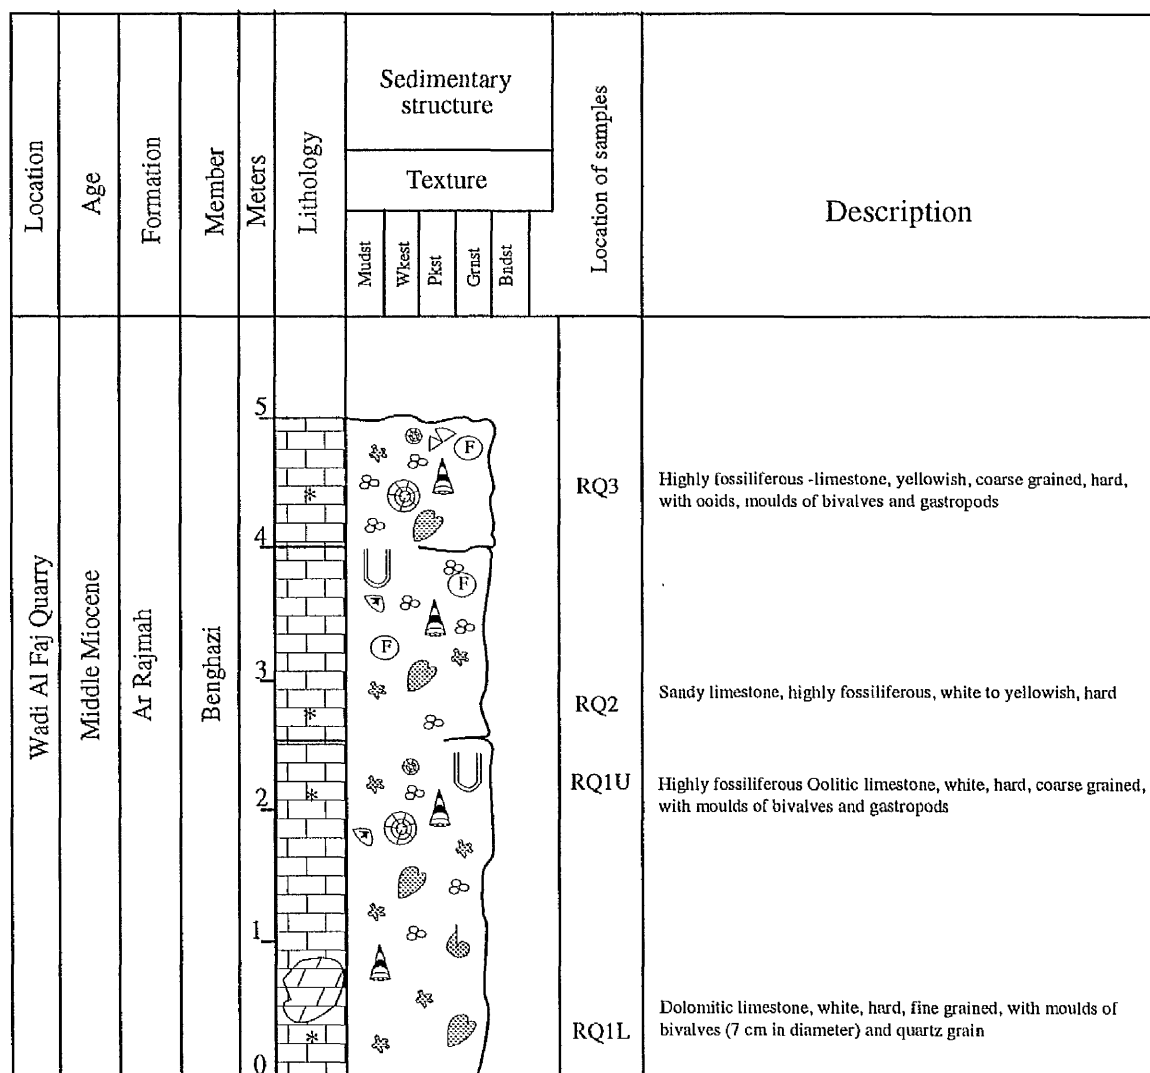 Location
Age
Formation
Member
Meters
Lithology
Sedimentary
structure
Texture
Mudst
Wkest
Pkst
Grnst
Bndst
Location of samples
Description
Wadi Al Faj Quarry
Middle Miocene
Ar Rajmah
Benghazi
5
4
3
2
1
0
*
*
*
*
F
F
F
RQ3
Highly fossiliferous -limestone, yellowish, coarse grained, hard,
with ooids, moulds of bivalves and gastropods
RQ2
Sandy limestone, highly fossiliferous, white to yellowish, hard
RQ1U
Highly fossiliferous Oolitic limestone, white, hard, coarse grained,
with moulds of bivalves and gastropods
RQ1L
Dolomitic limestone, white, hard, fine grained, with moulds of
bivalves (7 cm in diameter) and quartz grain